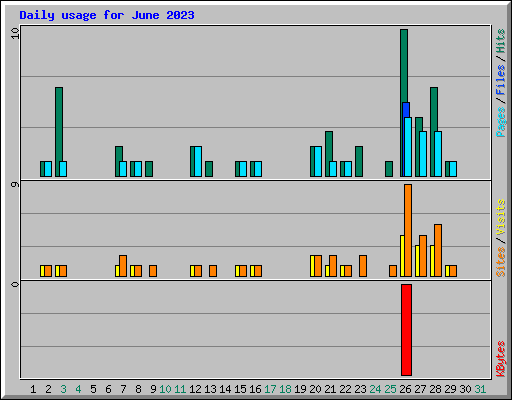 Daily usage for June 2023
10
9
0
Pages / Files / Hits
Sites / Visits
KBytes
1 2 3 4 5 6 7 8 9 10 11 12 13 14 15 16 17 18 19 20 21 22 23 24 25 26 27 28 29 30 31